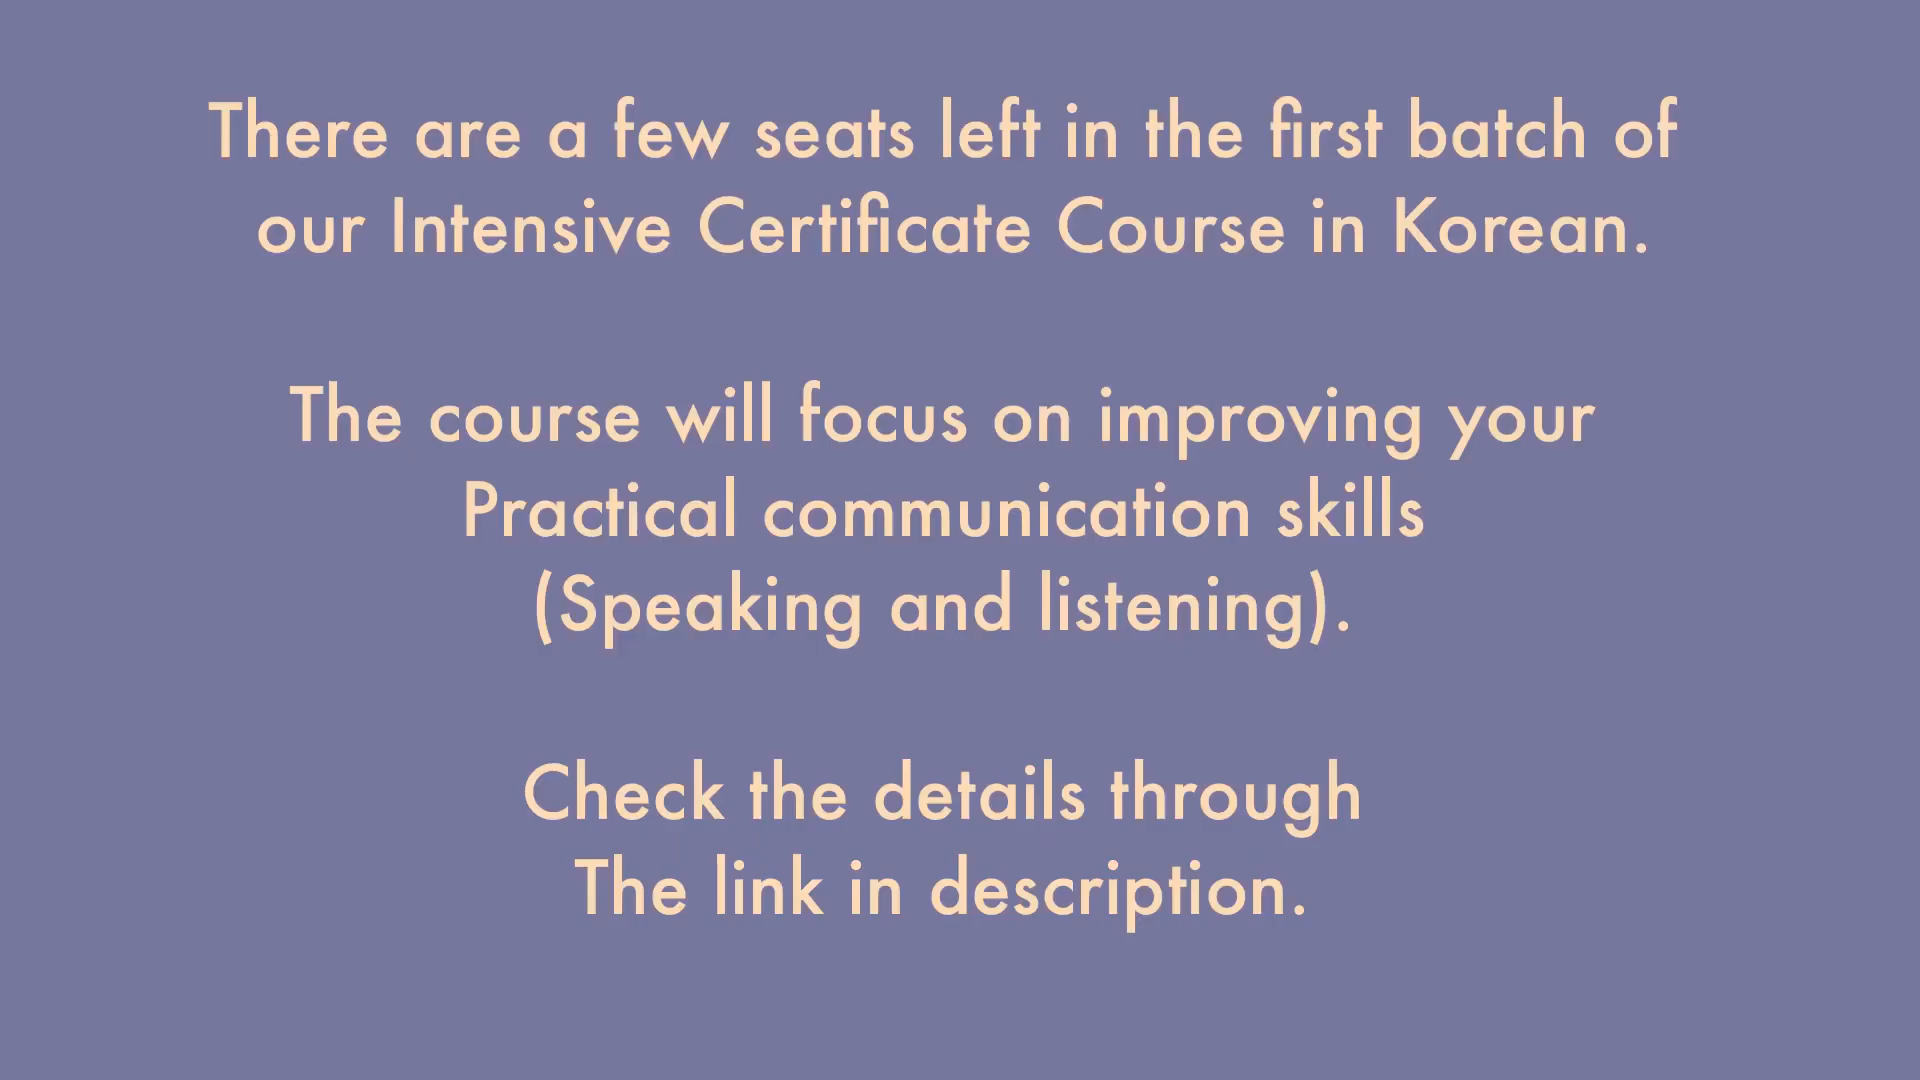 There are a few seats left in the first batch of
our Intensive Certificate Course in Korean.
The course will focus on improving your
Practical communication skills
(Speaking and listening).
Check the details through
The link in description.